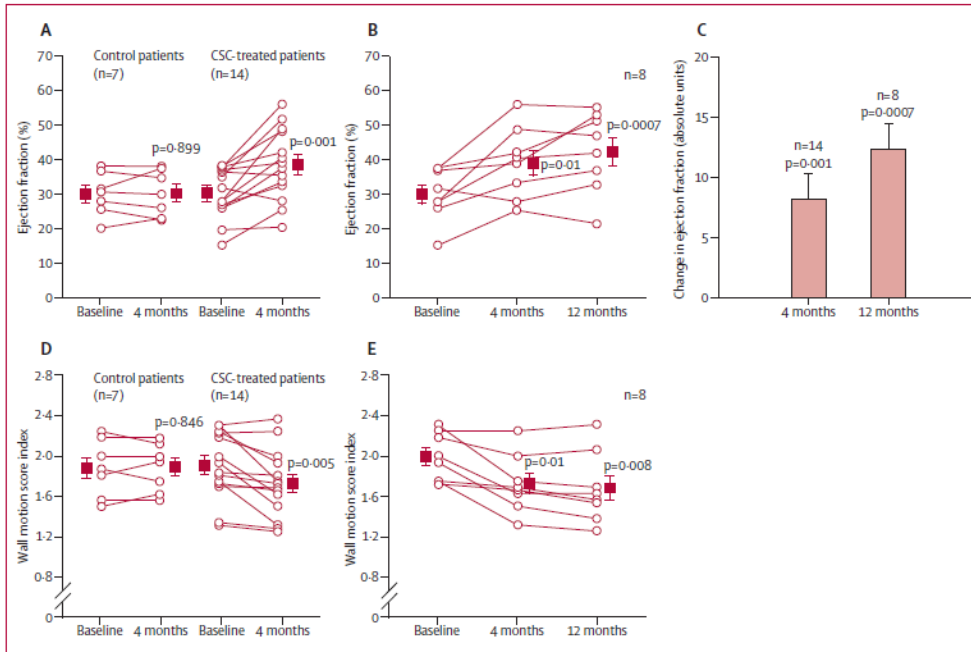 A
Control patients
(n=7)
CSC-treated patients
(n=14)
p=0·899
p=0·001
Ejection fraction (%)
70
60
50
40
30
20
10
0
Baseline
4 months
Baseline
4 months
B
n=8
p=0·01
p=0·0007
Ejection fraction (%)
70
60
50
40
30
20
10
0
Baseline
4 months
12 months
C
n=14
p=0·001
n=8
p=0·0007
Change in ejection fraction (absolute units)
20
15
10
5
0
4 months
12 months
D
Control patients
(n=7)
CSC-treated patients
(n=14)
p=0·846
p=0·005
Wall motion score index
2·8
2·4
2·0
1·6
1·2
0·8
0
Baseline
4 months
Baseline
4 months
E
n=8
p=0·01
p=0·008
Wall motion score index
2·8
2·4
2·0
1·6
1·2
0·8
0
Baseline
4 months
12 months